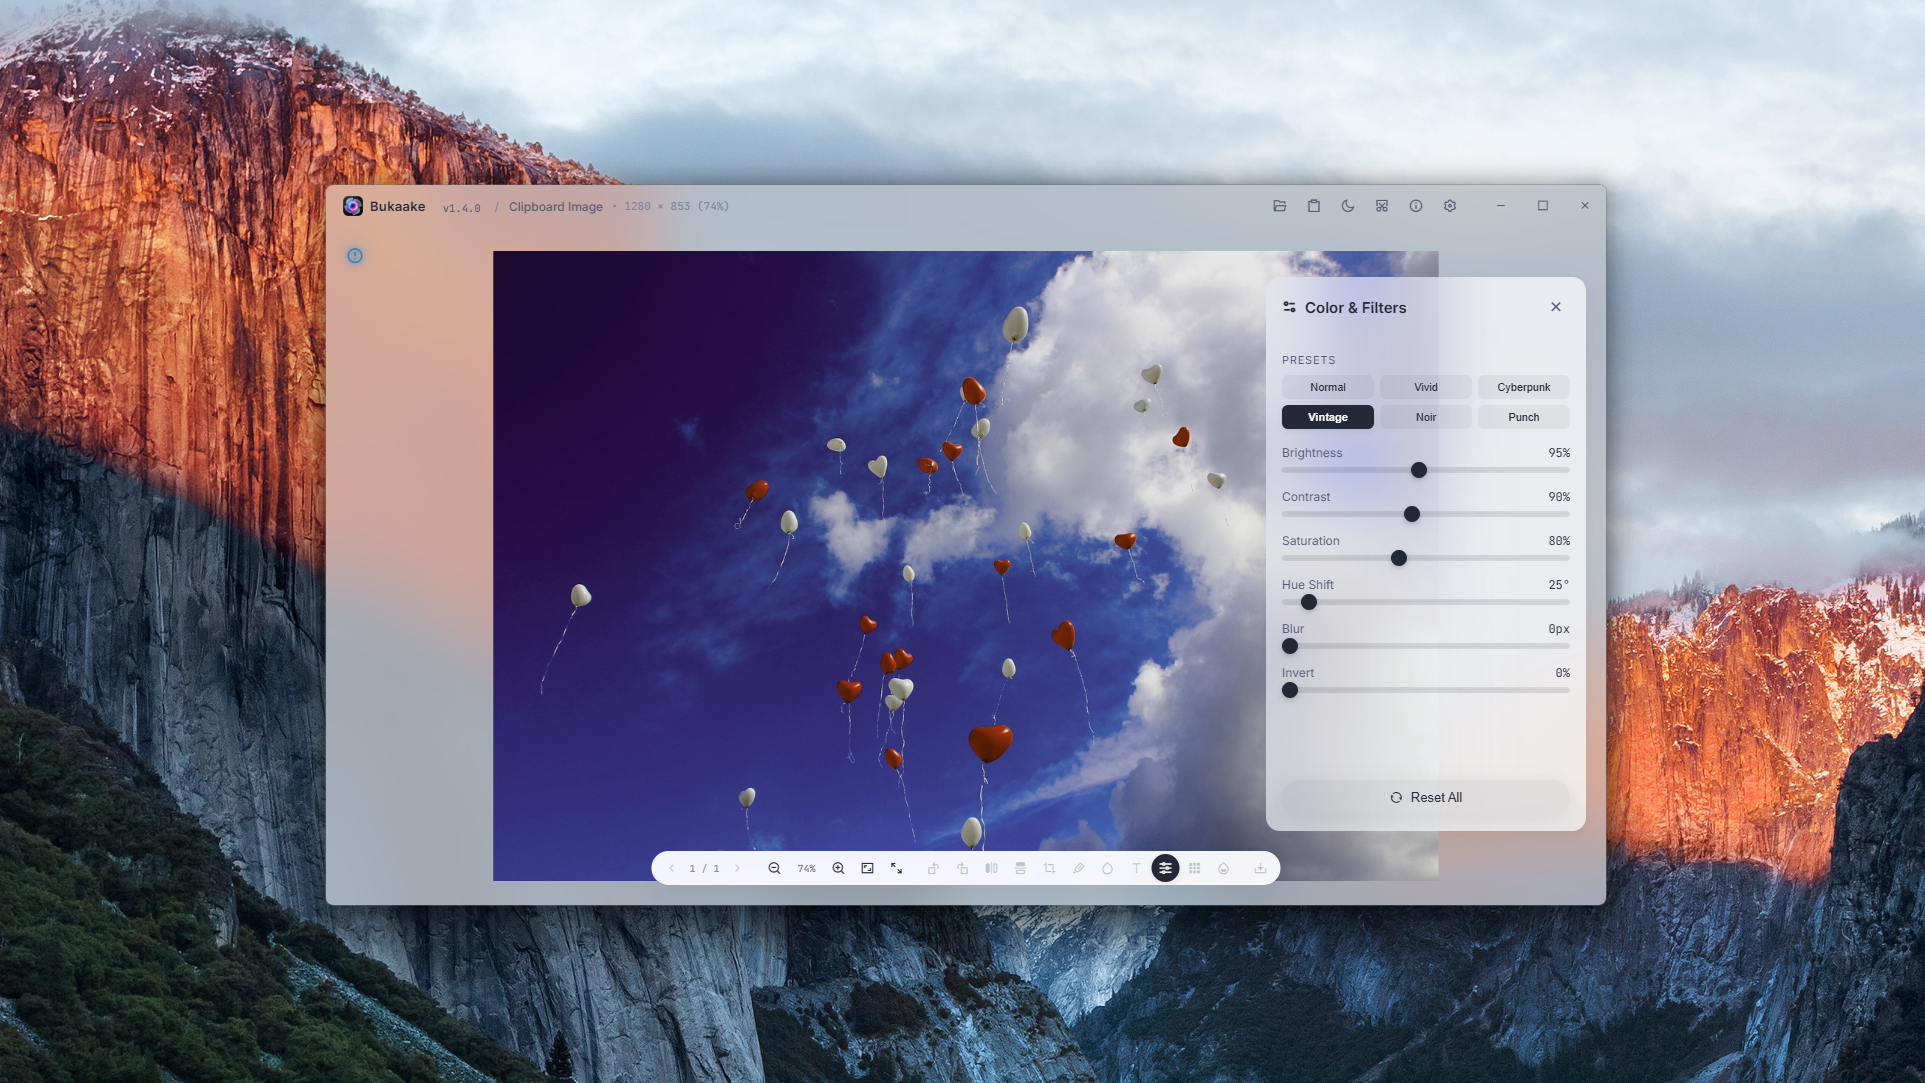 Bukaake v1.4.0 / Clipboard Image • 1280 × 853 (74%)
Color & Filters
PRESETS
Normal Vivid Cyberpunk
Vintage Noir Punch
Brightness 95%
Contrast 90%
Saturation 80%
Hue Shift 25°
Blur 0px
Invert 0%
Reset All
1 / 1 74% T